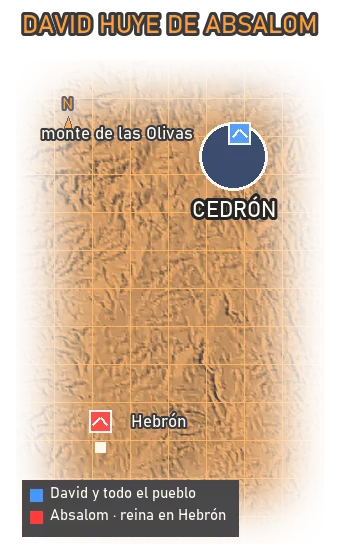 DAVID HUYE DE ABSALOM
N
monte de las Olivas
CEDRÓN
Hebrón
David y todo el pueblo
Absalom · reina en Hebrón